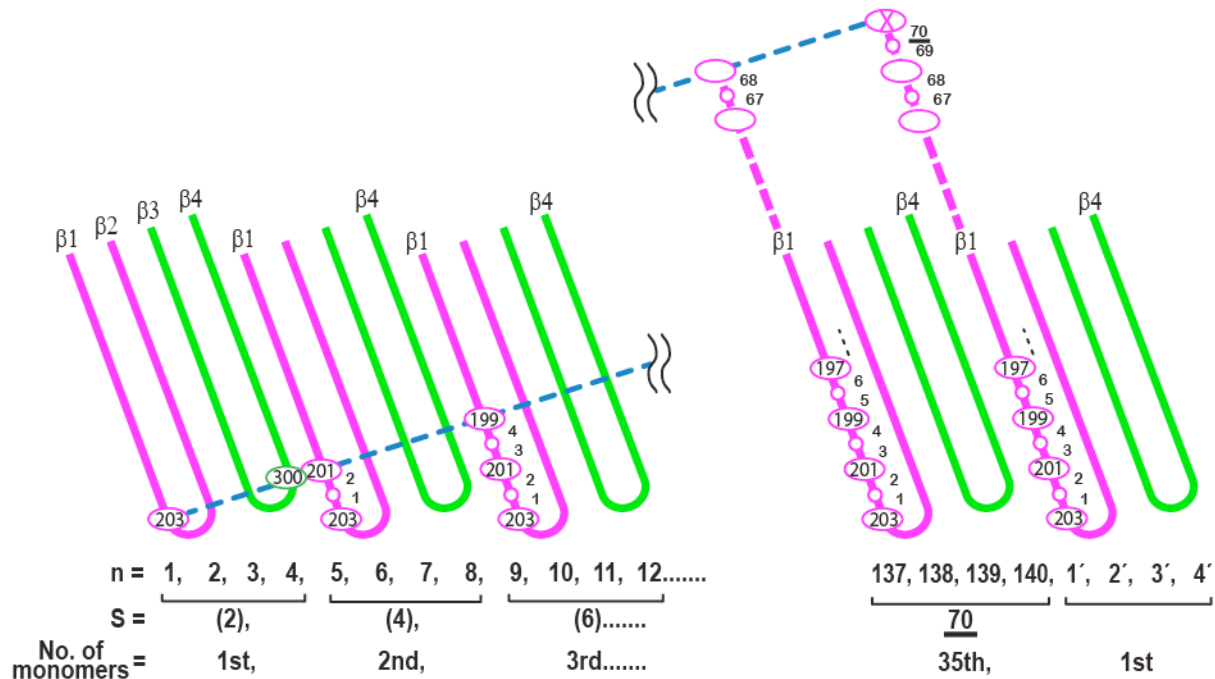 X
70
69
68
67
68
67
β1
β2
β3
β4
β1
β4
β1
β4
β1
β4
β1
β4
203
300
201
2
1
203
199
4
3
201
2
1
203
197
6
5
199
4
3
201
2
1
203
197
6
5
199
4
3
201
2
1
203
n = 1, 2, 3, 4, 5, 6, 7, 8, 9, 10, 11, 12....... 137, 138, 139, 140, 1′, 2′, 3′, 4′
S = (2), (4), (6)....... 70
No. of monomers = 1st, 2nd, 3rd....... 35th, 1st